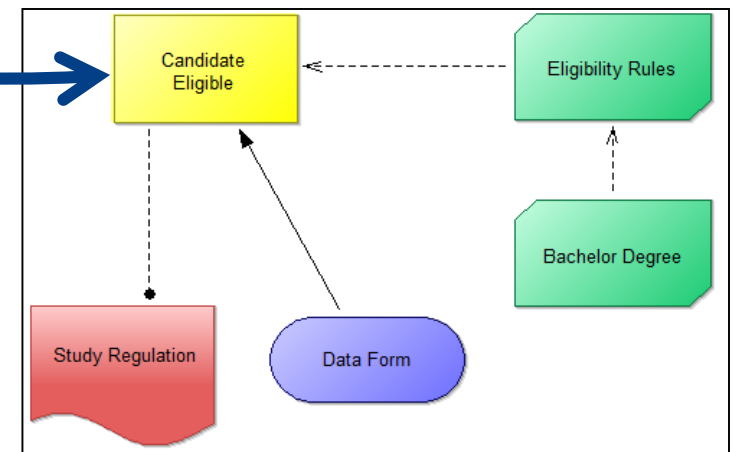 Candidate
Eligible
Eligibility Rules
Bachelor Degree
Study Regulation
Data Form